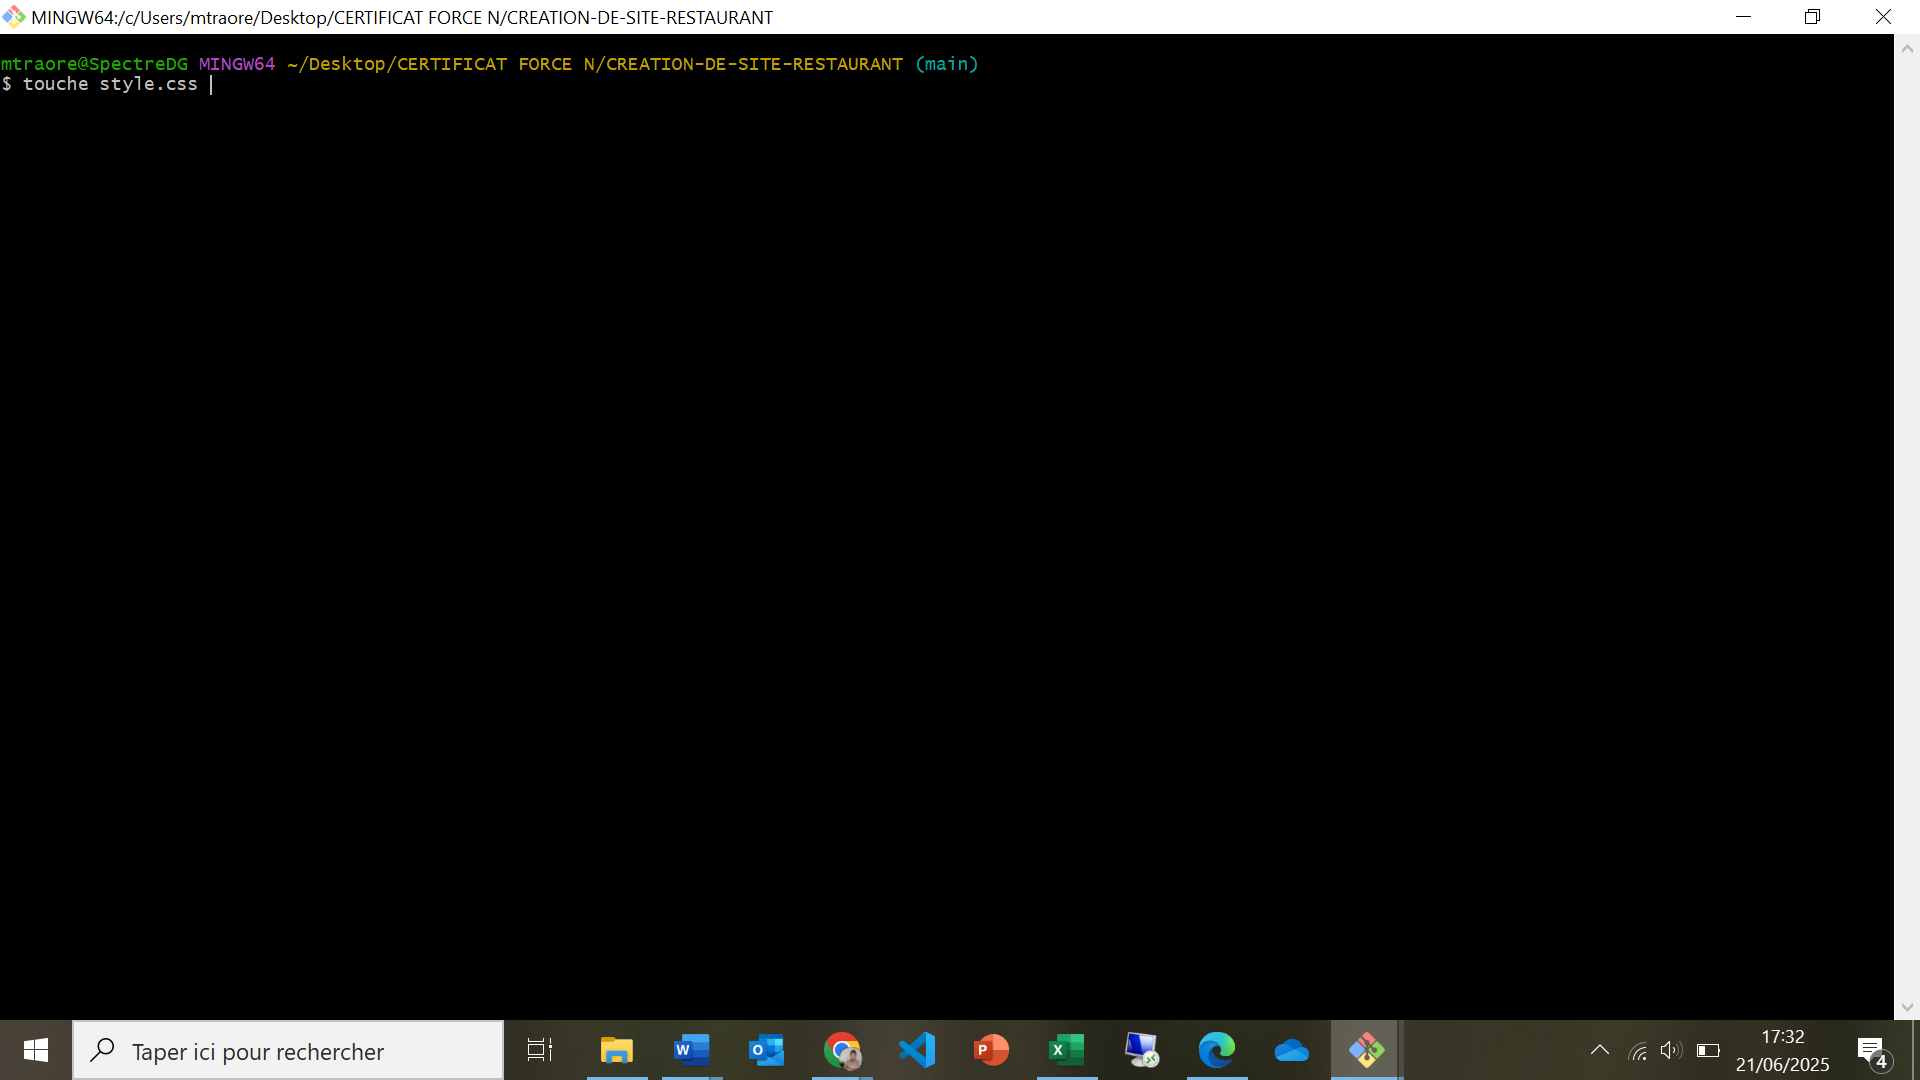 MINGW64:/c/Users/mtraore/Desktop/CERTIFICAT FORCE N/CREATION-DE-SITE-RESTAURANT
mtraore@SpectreDG MINGW64 ~/Desktop/CERTIFICAT FORCE N/CREATION-DE-SITE-RESTAURANT (main)
$ touche style.css
Taper ici pour rechercher
W
O
P
X
17:32
21/06/2025
4